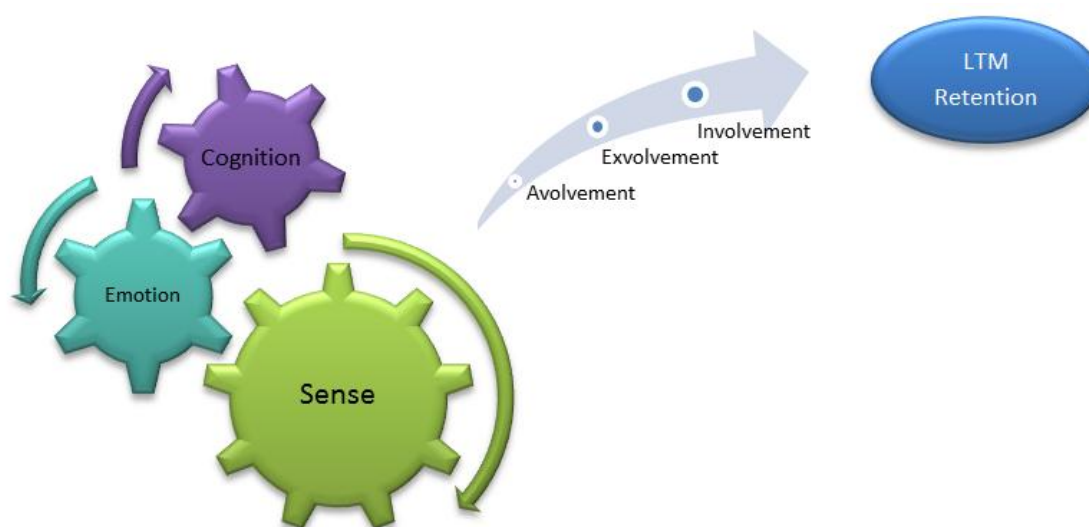 Cognition
Emotion
Sense
Avolvement
Exvolvement
Involvement
LTM
Retention